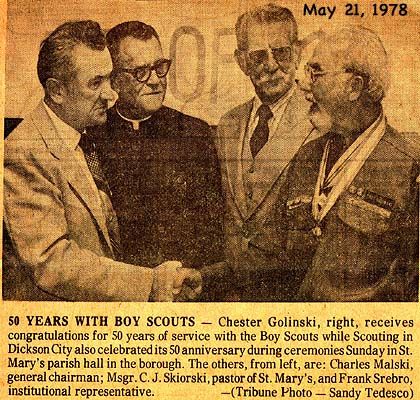 May 21, 1978
50 YEARS WITH BOY SCOUTS — Chester Golinski, right, receives
congratulations for 50 years of service with the Boy Scouts while Scouting in
Dickson City also celebrated its 50 anniversary during ceremonies Sunday in St.
Mary's parish hall in the borough. The others, from left, are: Charles Malski,
general chairman; Msgr. C. J. Skiorski, pastor of St. Mary's, and Frank Srebro,
institutional representative. —(Tribune Photo — Sandy Tedesco)